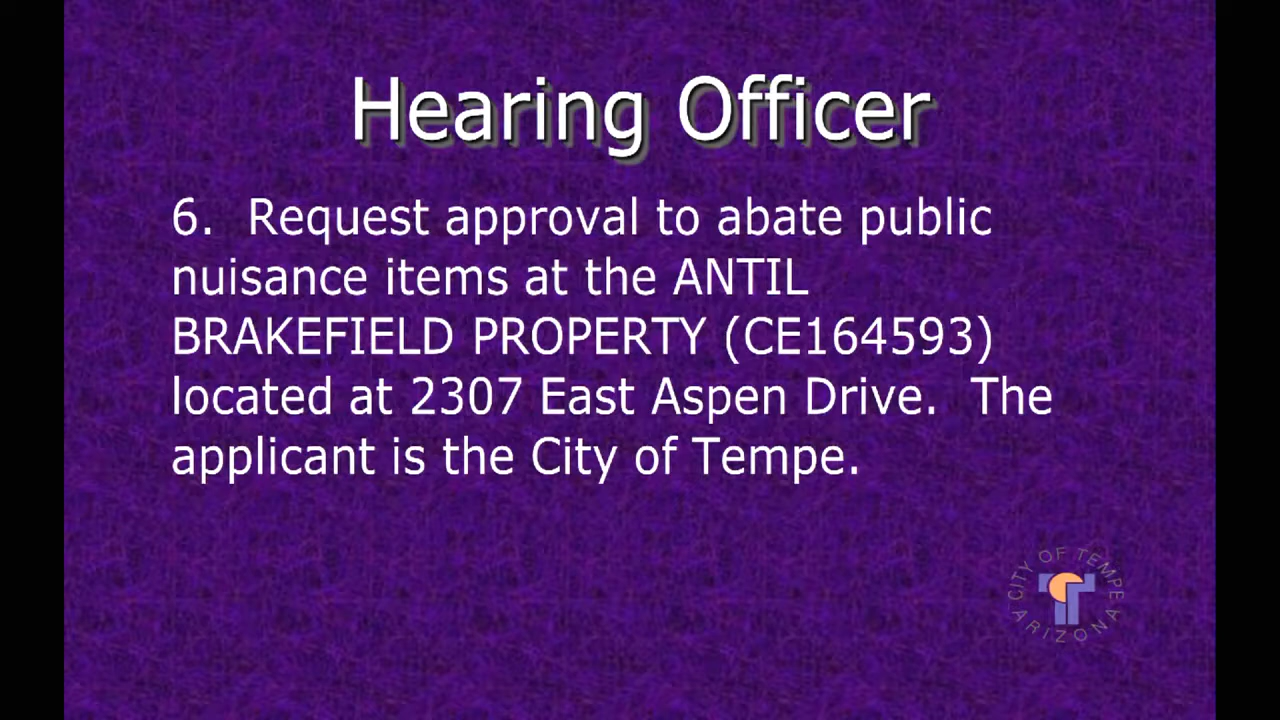 Hearing Officer
6.  Request approval to abate public
nuisance items at the ANTIL
BRAKEFIELD PROPERTY (CE164593)
located at 2307 East Aspen Drive.  The
applicant is the City of Tempe.
CITY OF TEMPE
ARIZONA